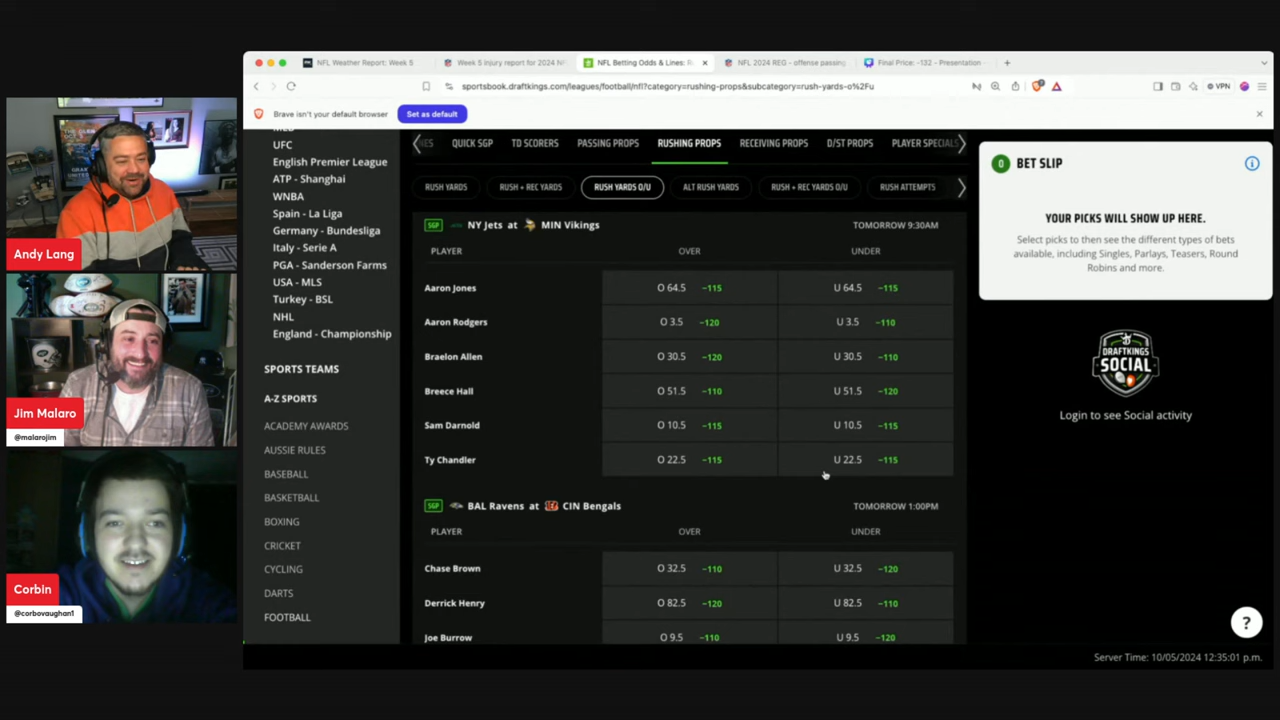 Andy Lang
Jim Malaro
@malarojim
Corbin
@corbovaughan1
NFL Weather Report: Week 5
Week 5 injury report for 2024 N
NFL Betting Odds & Lines: R
NFL 2024 REG - offense passing
Final Price: -132 - Presentation
sportsbook.draftkings.com/leagues/football/nfl?category=rushing-props&subcategory=rush-yards-o%2Fu
VPN
Brave isn't your default browser
Set as default
UFC
English Premier League
ATP - Shanghai
WNBA
Spain - La Liga
Germany - Bundesliga
Italy - Serie A
PGA - Sanderson Farms
USA - MLS
Turkey - BSL
NHL
England - Championship
SPORTS TEAMS
A-Z SPORTS
ACADEMY AWARDS
AUSSIE RULES
BASEBALL
BASKETBALL
BOXING
CRICKET
CYCLING
DARTS
FOOTBALL
QUICK SGP TD SCORERS PASSING PROPS RUSHING PROPS RECEIVING PROPS D/ST PROPS PLAYER SPECIALS
RUSH YARDS RUSH + REC YARDS RUSH YARDS O/U ALT RUSH YARDS RUSH + REC YARDS O/U RUSH ATTEMPTS
SGP NY Jets at MIN Vikings TOMORROW 9:30AM
PLAYER OVER UNDER
Aaron Jones O 64.5 −115 U 64.5 −115
Aaron Rodgers O 3.5 −120 U 3.5 −110
Braelon Allen O 30.5 −120 U 30.5 −110
Breece Hall O 51.5 −110 U 51.5 −120
Sam Darnold O 10.5 −115 U 10.5 −115
Ty Chandler O 22.5 −115 U 22.5 −115
SGP BAL Ravens at CIN Bengals TOMORROW 1:00PM
PLAYER OVER UNDER
Chase Brown O 32.5 −110 U 32.5 −120
Derrick Henry O 82.5 −120 U 82.5 −110
Joe Burrow O 9.5 −110 U 9.5 −120
0 BET SLIP
YOUR PICKS WILL SHOW UP HERE.
Select picks to then see the different types of bets
available, including Singles, Parlays, Teasers, Round
Robins and more.
DRAFTKINGS
SOCIAL
Login to see Social activity
?
Server Time: 10/05/2024 12:35:01 p.m.